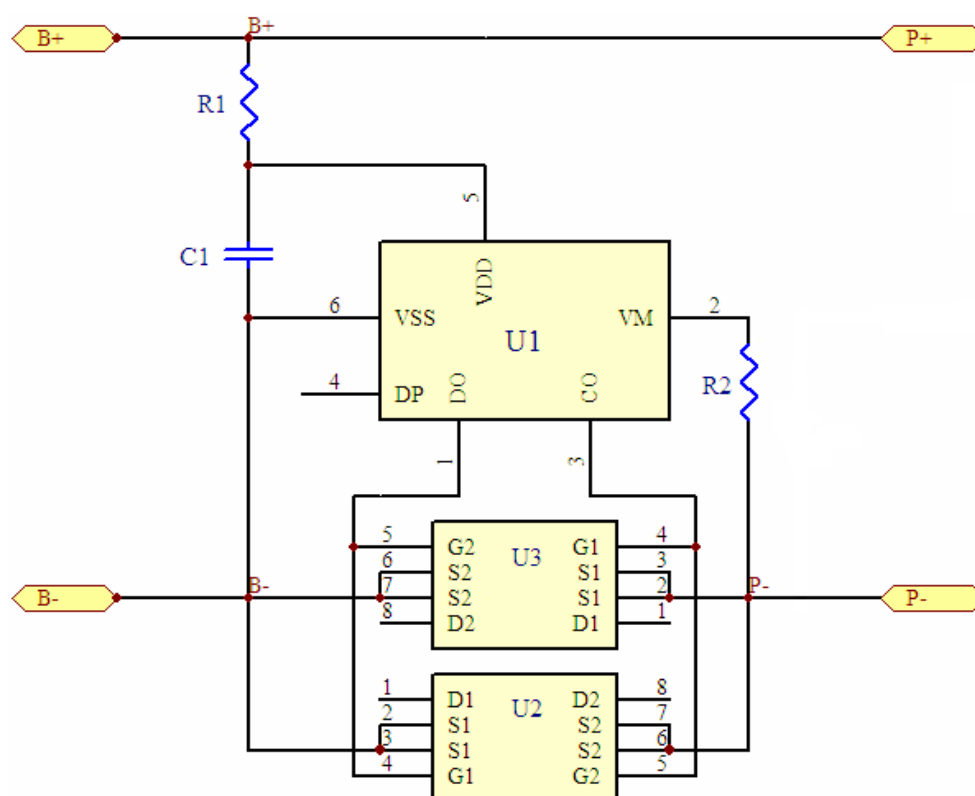 B+
B+
P+
R1
5
C1
VDD
6
VSS
VM
2
U1
R2
4
DP
DO
CO
1
3
5
G2
U3
G1
4
6
S2
S1
3
B-
B-
7
S2
S1
2
P-
P-
8
D2
D1
1
1
D1
U2
D2
8
2
S1
S2
7
3
S1
S2
6
4
G1
G2
5